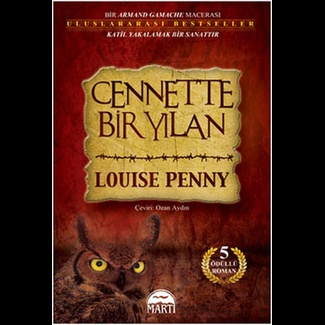 BİR ARMAND GAMACHE MACERASI
ULUSLARARASI BESTSELLER
KATİL YAKALAMAK BİR SANATTIR
CENNETTE
BİR YILAN
LOUISE PENNY
Çeviri: Ozan Aydın
5
ÖDÜLLÜ
ROMAN
MARTI